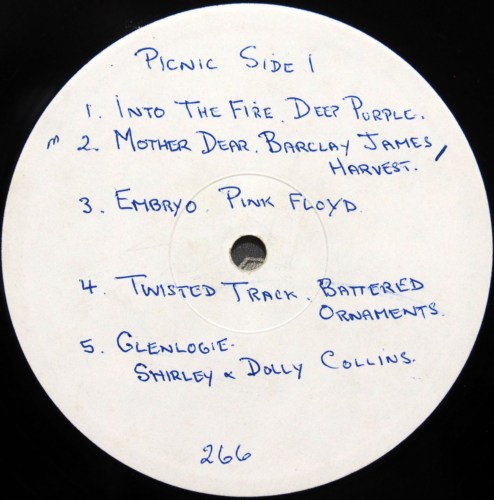 PICNIC SIDE 1
1. INTO THE FIRE. DEEP PURPLE.
2. MOTHER DEAR. BARCLAY JAMES
HARVEST.
3. EMBRYO. PINK FLOYD
4. TWISTED TRACK. BATTERED
ORNAMENTS.
5. GLENLOGIE.
SHIRLEY & DOLLY COLLINS.
266